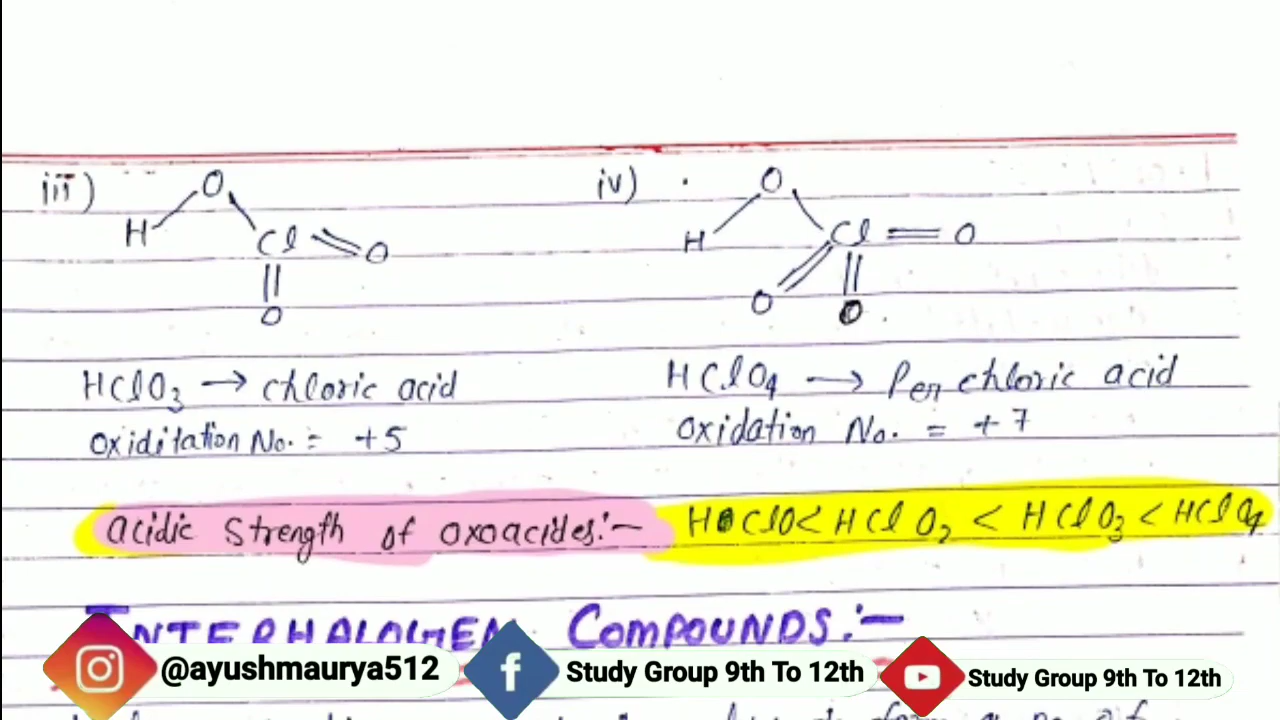 iii)
iv)
O
H
Cl
O
O
O
H
Cl
O
O
O
HClO₃ → chloric acid
HClO₄ → Per chloric acid
Oxiditation No. = +5
Oxidation No. = +7
acidic strength of oxoacides:- HOClO < HClO₂ < HClO₃ < HClO₄
INTERHALOGEN COMPOUNDS:-
@ayushmaurya512
Study Group 9th To 12th
Study Group 9th To 12th